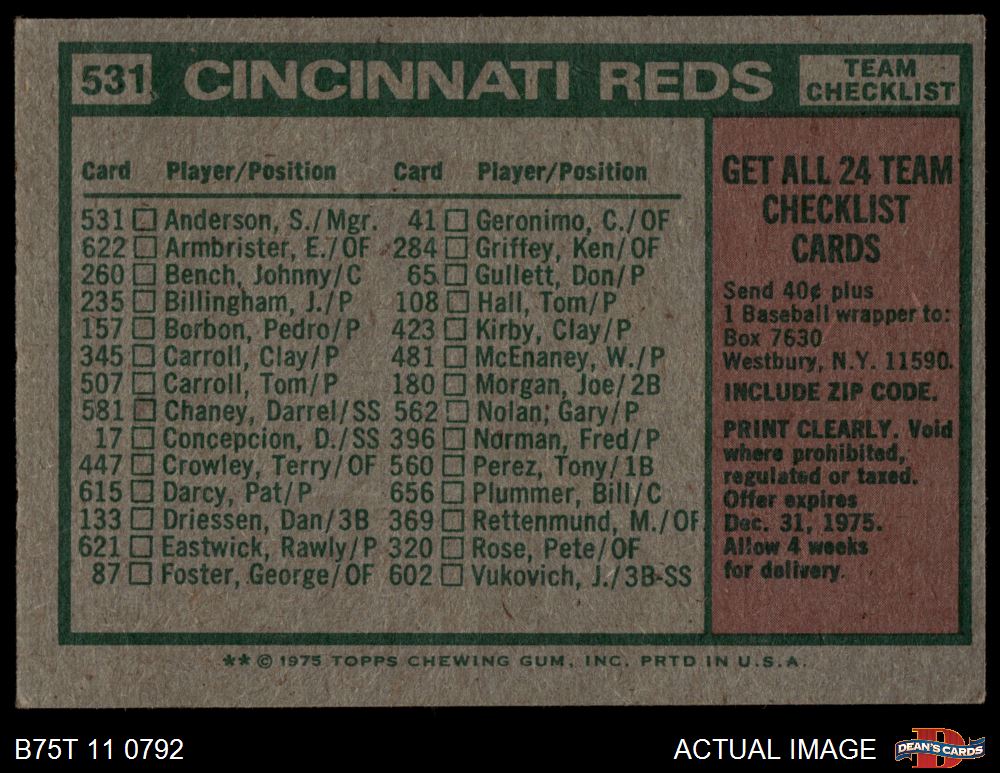 531 CINCINNATI REDS TEAM CHECKLIST
Card Player/Position Card Player/Position
531 Anderson, S./Mgr. 41 Geronimo, C./OF
622 Armbrister, E./OF 284 Griffey, Ken/OF
260 Bench, Johnny/C 65 Gullett, Don/P
235 Billingham, J./P 108 Hall, Tom/P
157 Borbon, Pedro/P 423 Kirby, Clay/P
345 Carroll, Clay/P 481 McEnaney, W./P
507 Carroll, Tom/P 180 Morgan, Joe/2B
581 Chaney, Darrel/SS 562 Nolan, Gary/P
17 Concepcion, D./SS 396 Norman, Fred/P
447 Crowley, Terry/OF 560 Perez, Tony/1B
615 Darcy, Pat/P 656 Plummer, Bill/C
133 Driessen, Dan/3B 369 Rettenmund, M./OF
621 Eastwick, Rawly/P 320 Rose, Pete/OF
87 Foster, George/OF 602 Vukovich, J./3B-SS
GET ALL 24 TEAM
CHECKLIST
CARDS
Send 40¢ plus
1 Baseball wrapper to:
Box 7630
Westbury, N.Y. 11590.
INCLUDE ZIP CODE.
PRINT CLEARLY. Void
where prohibited,
regulated or taxed.
Offer expires
Dec. 31, 1975.
Allow 4 weeks
for delivery.
** © 1975 TOPPS CHEWING GUM, INC. PRTD IN U.S.A.
B75T 11 0792
ACTUAL IMAGE
DEAN'S CARDS